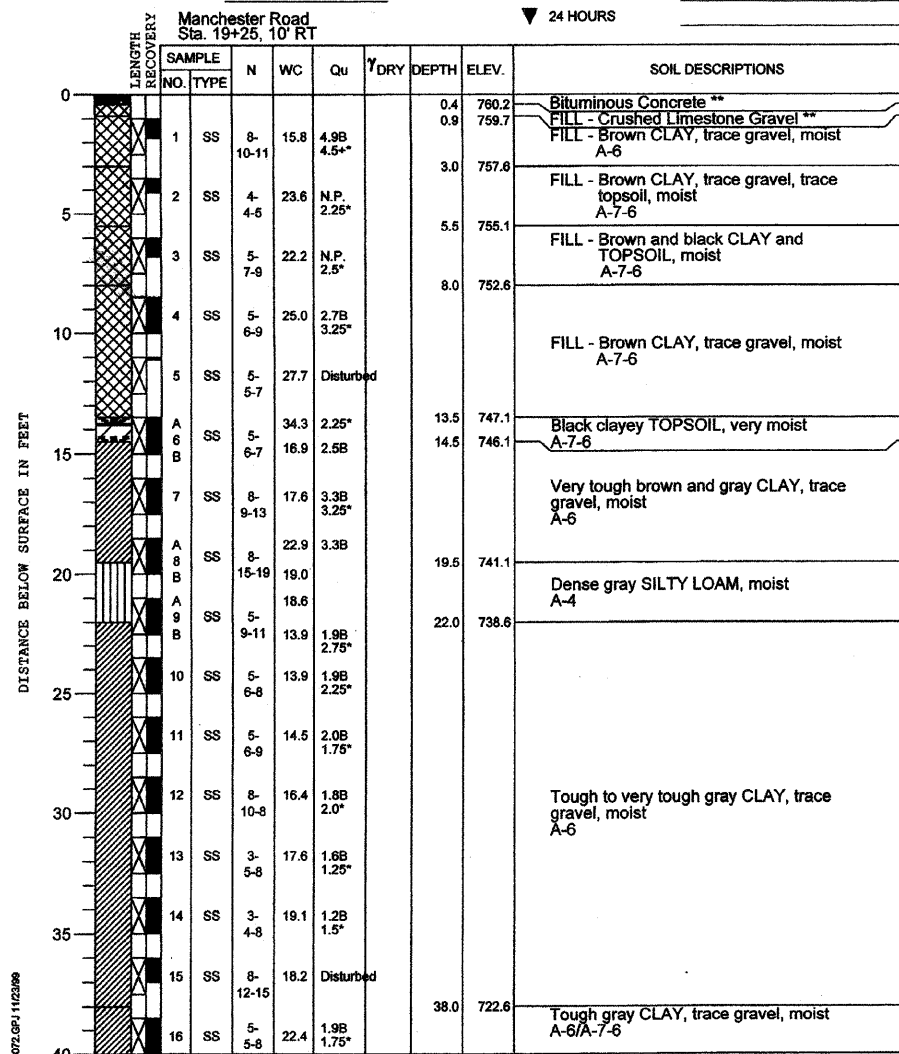 Manchester Road
Sta. 19+25, 10' RT
▼ 24 HOURS
LENGTH
RECOVERY
SAMPLE
NO. TYPE N WC Qu γDRY DEPTH ELEV. SOIL DESCRIPTIONS
DISTANCE BELOW SURFACE IN FEET
0
0.4 760.2 Bituminous Concrete **
0.9 759.7 FILL - Crushed Limestone Gravel **
1 SS 8- 15.8 4.9B FILL - Brown CLAY, trace gravel, moist
10-11 4.5+* A-6
3.0 757.6
2 SS 4- 23.6 N.P. FILL - Brown CLAY, trace gravel, trace
4-5 2.25* topsoil, moist
A-7-6
5
5.5 755.1
3 SS 5- 22.2 N.P. FILL - Brown and black CLAY and
7-9 2.5* TOPSOIL, moist
A-7-6
8.0 752.6
4 SS 5- 25.0 2.7B
6-9 3.25*
10
FILL - Brown CLAY, trace gravel, moist
A-7-6
5 SS 5- 27.7 Disturbed
5-7
13.5 747.1
A 34.3 2.25* Black clayey TOPSOIL, very moist
6 SS 5- 14.5 746.1 A-7-6
B 6-7 16.9 2.5B
15
7 SS 8- 17.6 3.3B Very tough brown and gray CLAY, trace
9-13 3.25* gravel, moist
A-6
A 22.9 3.3B
8 SS 8-
B 15-19 19.0
19.5 741.1
20
Dense gray SILTY LOAM, moist
A-4
A 18.6
9 SS 5-
B 9-11 13.9 1.9B
2.75*
22.0 738.6
10 SS 5- 13.9 1.9B
6-8 2.25*
25
11 SS 5- 14.5 2.0B
6-9 1.75*
12 SS 8- 16.4 1.8B
10-8 2.0*
30
Tough to very tough gray CLAY, trace
gravel, moist
A-6
13 SS 3- 17.6 1.6B
5-8 1.25*
14 SS 3- 19.1 1.2B
4-8 1.5*
35
15 SS 8- 18.2 Disturbed
12-15
38.0 722.6
Tough gray CLAY, trace gravel, moist
A-6/A-7-6
16 SS 5- 22.4 1.9B
5-8 1.75*
40
072.GPJ 11/23/99